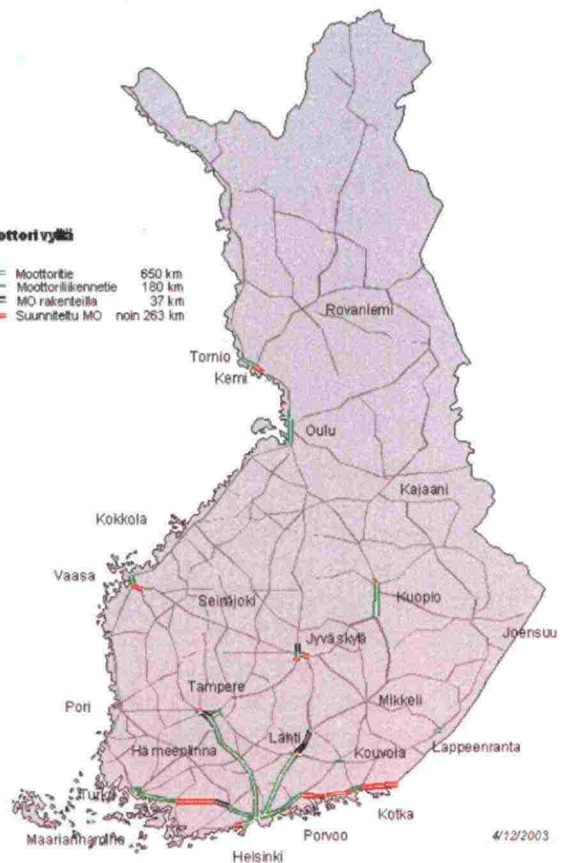 Moottoritie 650 km
Moottoriliikennetie 180 km
MO rakenteilla 37 km
Suunniteltu MO noin 263 km
Rovaniemi
Tornio
Kemi
Oulu
Kajaani
Kokkola
Vaasa
Seinäjoki
Kuopio
Joensuu
Jyväskylä
Tampere
Mikkeli
Pori
Hämeenlinna
Lahti
Kouvola
Lappeenranta
Turku
Kotka
Maarianhamina
Porvoo
Helsinki
4/12/2003